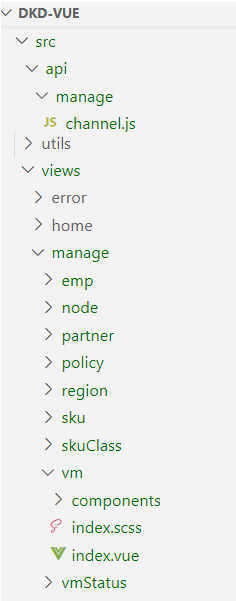 DKD-VUE
src
api
manage
JS channel.js
utils
views
error
home
manage
emp
node
partner
policy
region
sku
skuClass
vm
components
index.scss
index.vue
vmStatus